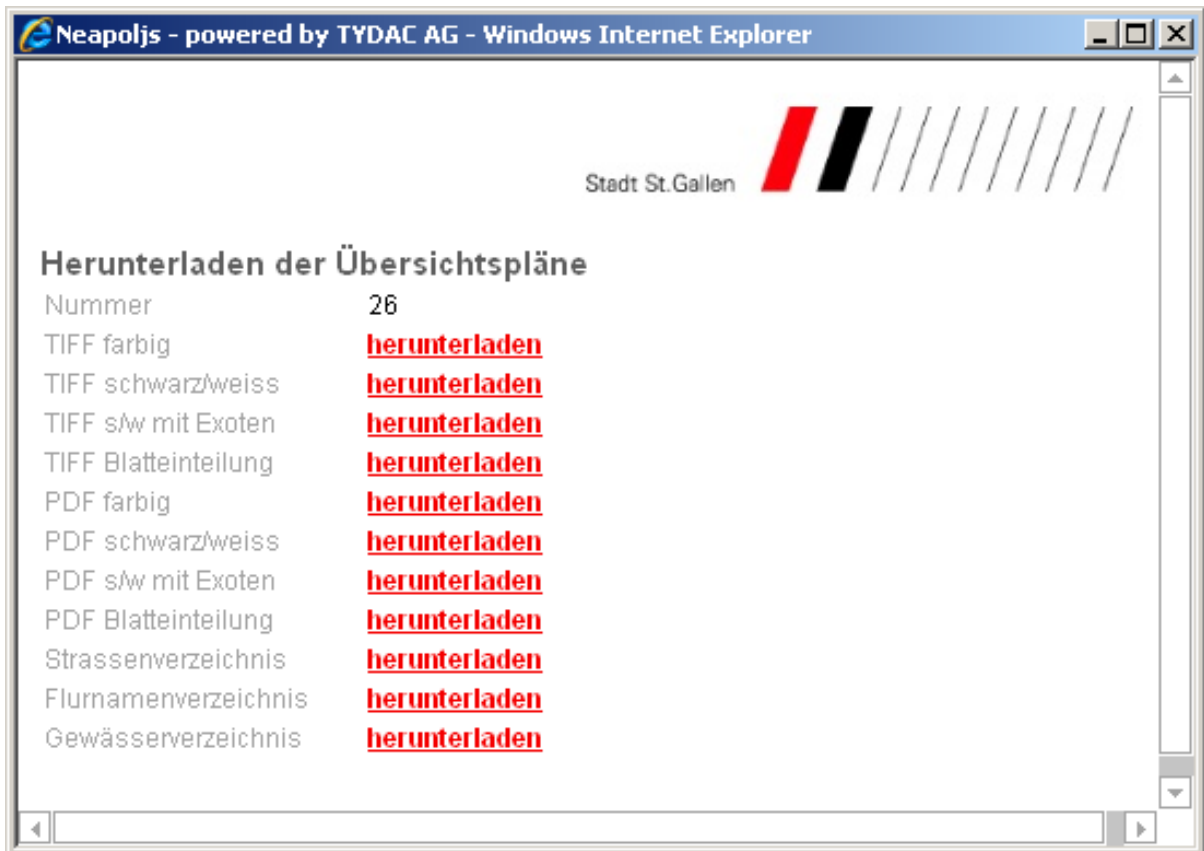 Neapoljs - powered by TYDAC AG - Windows Internet Explorer
Stadt St.Gallen
Herunterladen der Übersichtspläne
Nummer 26
TIFF farbig herunterladen
TIFF schwarz/weiss herunterladen
TIFF s/w mit Exoten herunterladen
TIFF Blatteinteilung herunterladen
PDF farbig herunterladen
PDF schwarz/weiss herunterladen
PDF s/w mit Exoten herunterladen
PDF Blatteinteilung herunterladen
Strassenverzeichnis herunterladen
Flurnamenverzeichnis herunterladen
Gewässerverzeichnis herunterladen